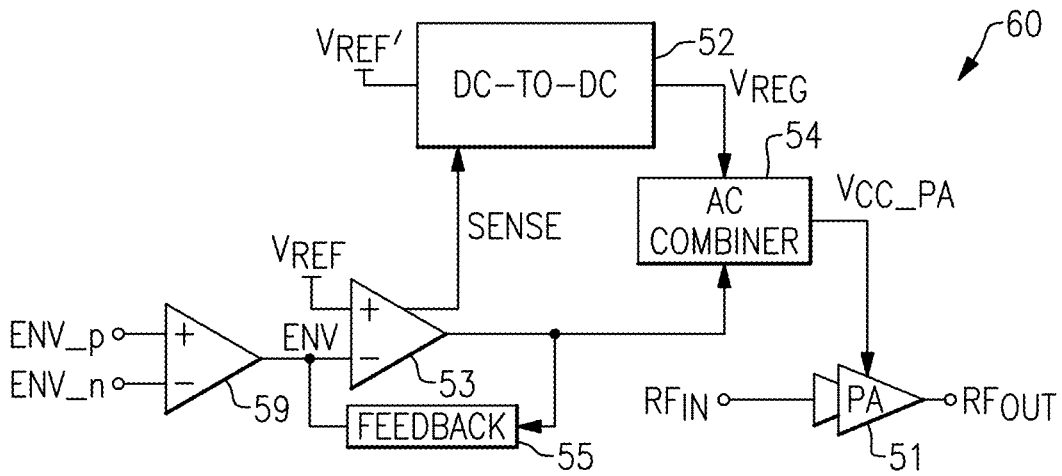 60
VREF'
52
DC-TO-DC
VREG
54
AC
COMBINER
VCC_PA
SENSE
VREF
+
−
ENV
53
ENV_p
ENV_n
+
−
59
FEEDBACK
55
RFIN
PA
RFOUT
51